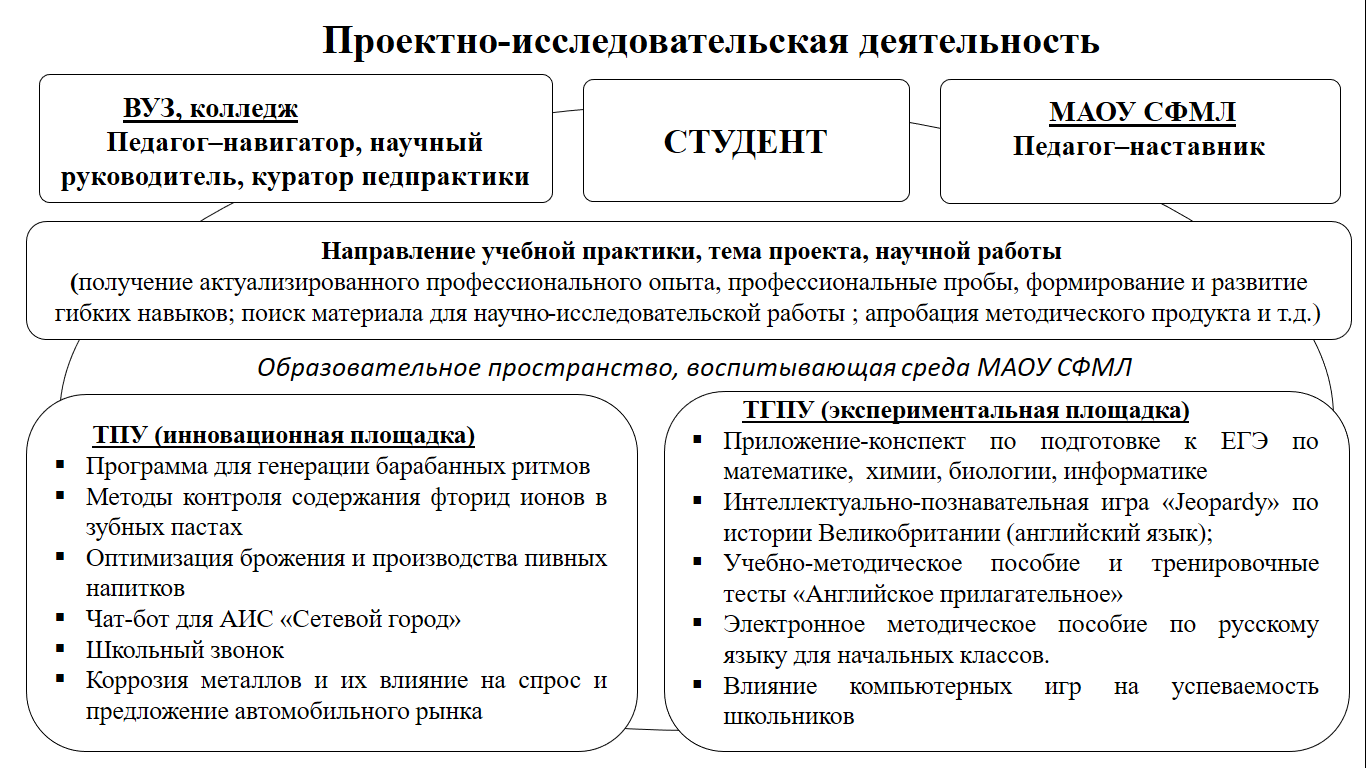 Проектно-исследовательская деятельность
ВУЗ, колледж
Педагог–навигатор, научный
руководитель, куратор педпрактики
СТУДЕНТ
МАОУ СФМЛ
Педагог–наставник
Направление учебной практики, тема проекта, научной работы
(получение актуализированного профессионального опыта, профессиональные пробы, формирование и развитие
гибких навыков; поиск материала для научно-исследовательской работы ; апробация методического продукта и т.д.)
Образовательное пространство, воспитывающая среда МАОУ СФМЛ
ТПУ (инновационная площадка)
▪ Программа для генерации барабанных ритмов
▪ Методы контроля содержания фторид ионов в
зубных пастах
▪ Оптимизация брожения и производства пивных
напитков
▪ Чат-бот для АИС «Сетевой город»
▪ Школьный звонок
▪ Коррозия металлов и их влияние на спрос и
предложение автомобильного рынка
ТГПУ (экспериментальная площадка)
▪ Приложение-конспект по подготовке к ЕГЭ по
математике, химии, биологии, информатике
▪ Интеллектуально-познавательная игра «Jeopardy» по
истории Великобритании (английский язык);
▪ Учебно-методическое пособие и тренировочные
тесты «Английское прилагательное»
▪ Электронное методическое пособие по русскому
языку для начальных классов.
▪ Влияние компьютерных игр на успеваемость
школьников